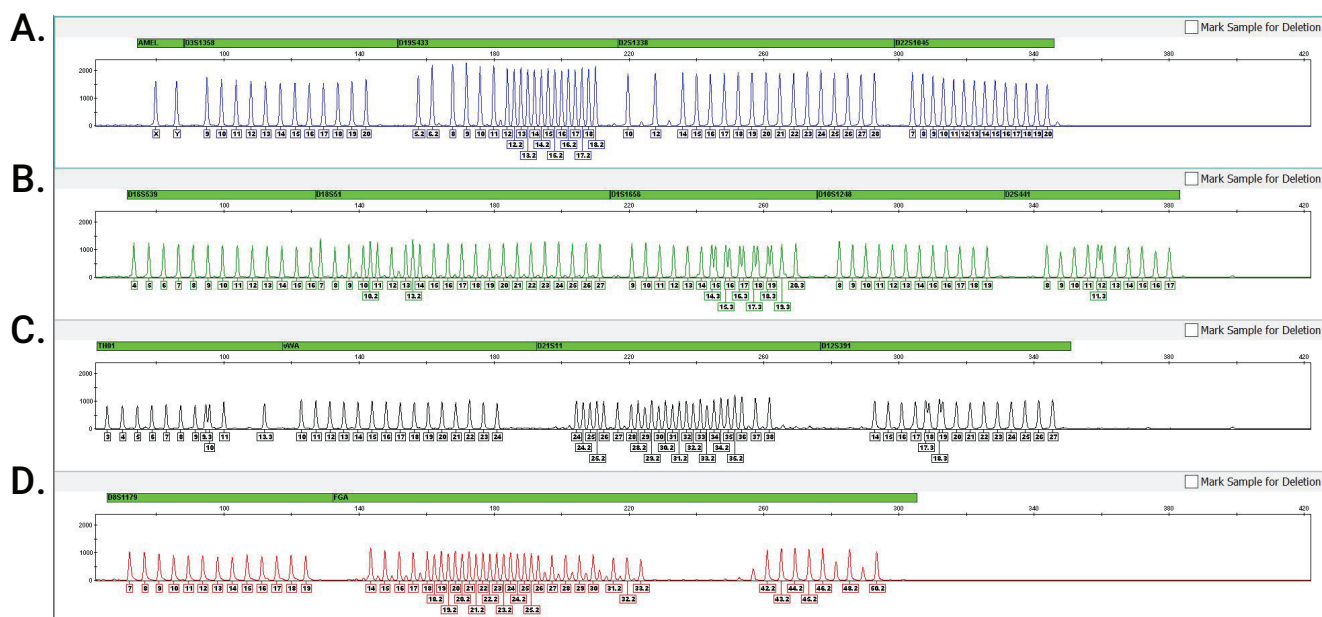 A.
Mark Sample for Deletion
AMEL D3S1358 D19S433 D2S1338 D22S1045
100 140 180 220 260 300 340 380 420
2000
1000
0
X Y 9 10 11 12 13 14 15 16 17 18 19 20 5.2 6.2 8 9 10 11 12 13 14 15 16 17 18 10 12 14 15 16 17 18 19 20 21 22 23 24 25 26 27 28 7 8 9 10 11 12 13 14 15 16 17 18 19 20
12.2 14.2 16.2 18.2
13.2 15.2 17.2
B.
Mark Sample for Deletion
D16S539 D18S51 D1S1656 D10S1248 D2S441
100 140 180 220 260 300 340 380 420
2000
1000
0
4 5 6 7 8 9 10 11 12 13 14 15 16 7 8 9 10 11 12 13 14 15 16 17 18 19 20 21 22 23 24 25 26 27 9 10 11 12 13 14 15 16 17 18 19 20.3 8 9 10 11 12 13 14 15 16 17 18 19 8 9 10 11 12 13 14 15 16 17
10.2 13.2 14.3 16.3 18.3 11.3
15.3 17.3 19.3
C.
Mark Sample for Deletion
TH01 vWA D21S11 D12S391
100 140 180 220 260 300 340 380 420
2000
1000
0
3 4 5 6 7 8 9 9.3 11 13.3 10 11 12 13 14 15 16 17 18 19 20 21 22 23 24 24 25 26 27 28 29 30 31 32 33 34 35 36 37 38 14 15 16 17 18 19 20 21 22 23 24 25 26 27
10 24.2 28.2 30.2 32.2 34.2 17.3
25.2 29.2 31.2 33.2 35.2 18.3
D.
Mark Sample for Deletion
D8S1179 FGA
100 140 180 220 260 300 340 380 420
2000
1000
0
7 8 9 10 11 12 13 14 15 16 17 18 19 14 15 16 17 18 19 20 21 22 23 24 25 26 27 28 29 30 31.2 33.2 42.2 44.2 46.2 48.2 50.2
18.2 20.2 22.2 24.2 32.2 43.2 45.2
19.2 21.2 23.2 25.2